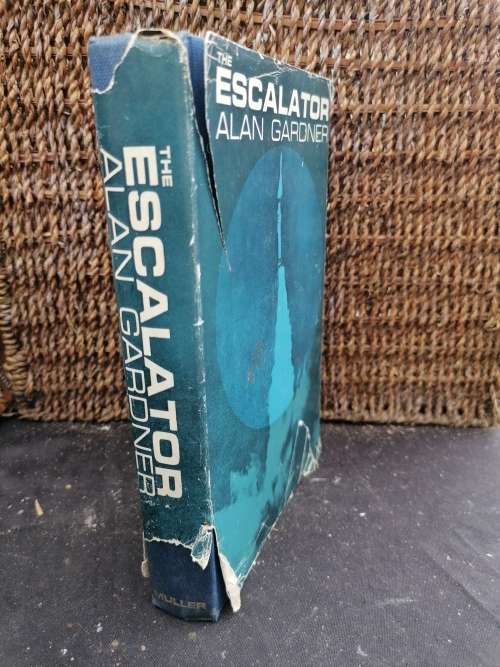 THE
ESCALATOR
ALAN GARDNER
THE
ESCALATOR
ALAN GARDNER
MULLER